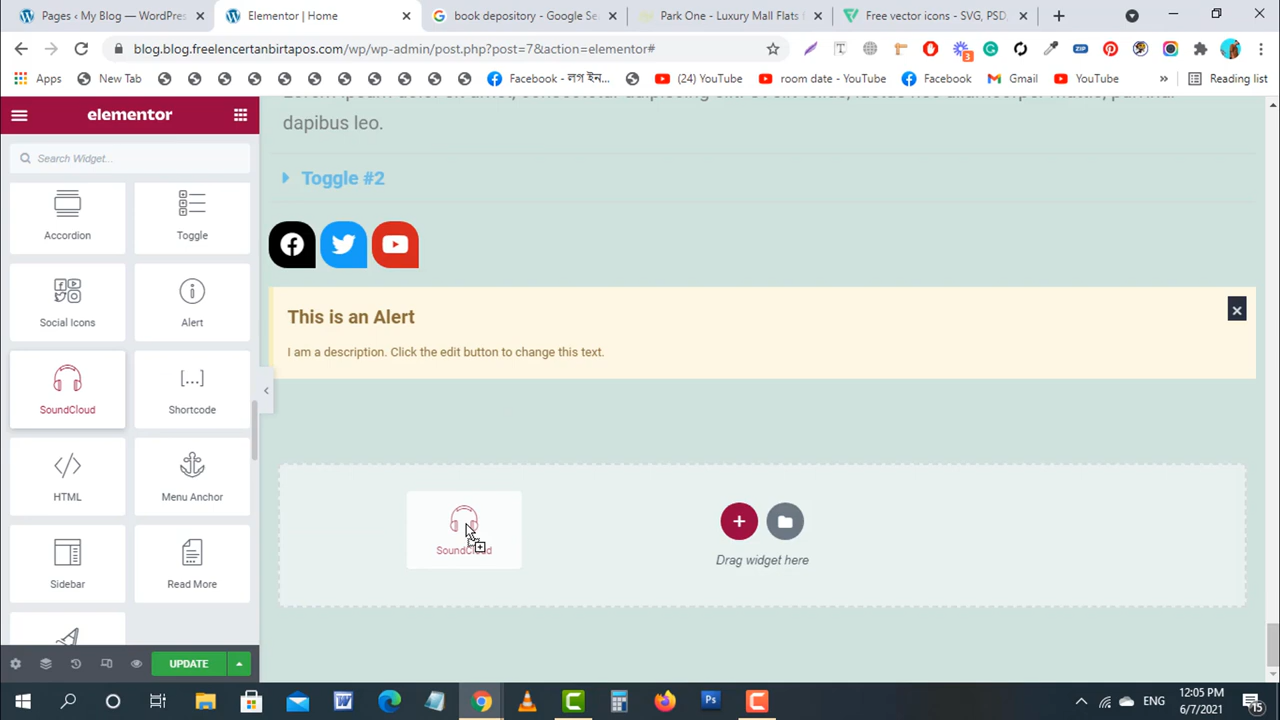 Pages ‹ My Blog — WordPres
Elementor | Home
book depository - Google Se
Park One - Luxury Mall Flats f
Free vector icons - SVG, PSD,
blog.blog.freelencertanbirtapos.com/wp/wp-admin/post.php?post=7&action=elementor#
3
ZIP
Apps
New Tab
Facebook - লগ ইন...
(24) YouTube
room date - YouTube
Facebook
Gmail
YouTube
»
Reading list
elementor
Search Widget...
Accordion
Toggle
Social Icons
Alert
SoundCloud
Shortcode
HTML
Menu Anchor
Sidebar
Read More
UPDATE
dapibus leo.
Toggle #2
This is an Alert
I am a description. Click the edit button to change this text.
SoundCloud
Drag widget here
ENG
12:05 PM
6/7/2021
15